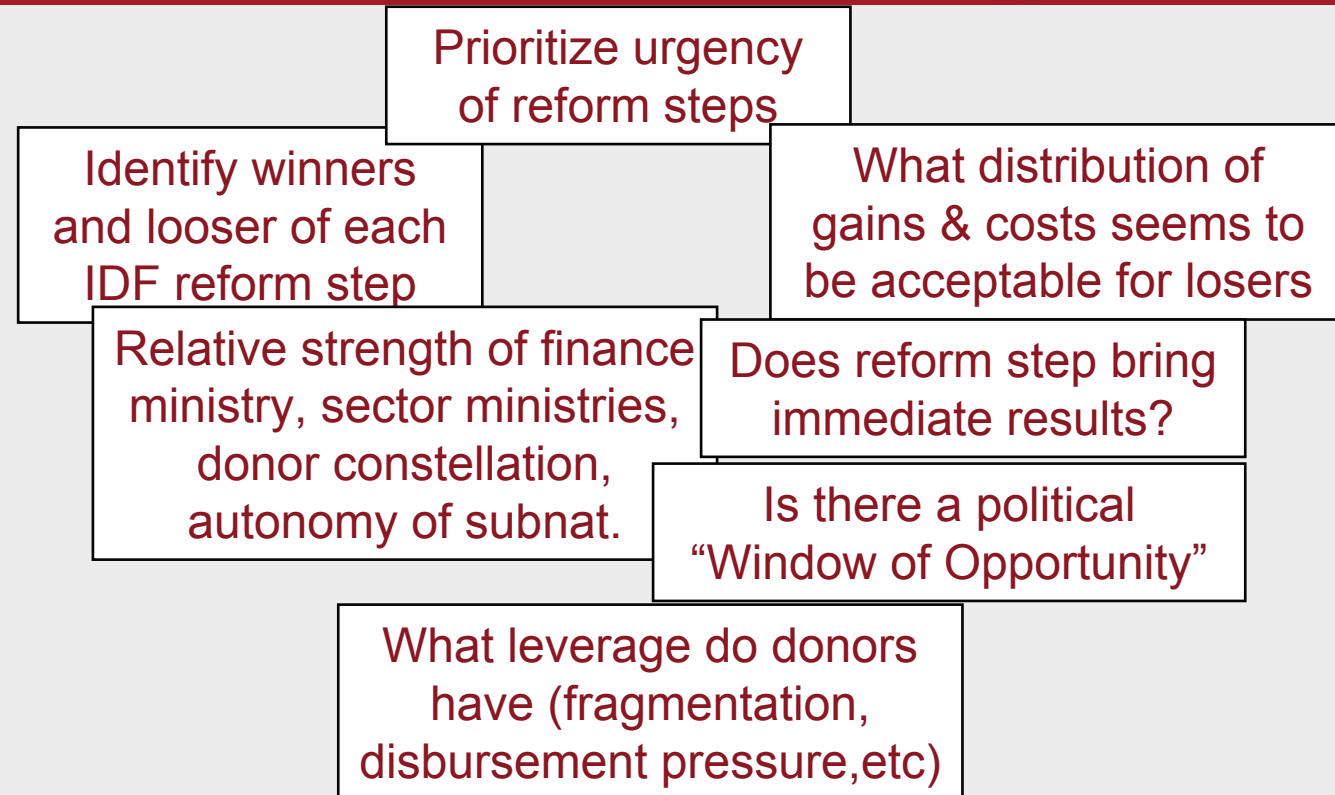 Prioritize urgency
of reform steps
Identify winners
and looser of each
IDF reform step
What distribution of
gains & costs seems to
be acceptable for losers
Relative strength of finance
ministry, sector ministries,
donor constellation,
autonomy of subnat.
Does reform step bring
immediate results?
Is there a political
“Window of Opportunity”
What leverage do donors
have (fragmentation,
disbursement pressure,etc)